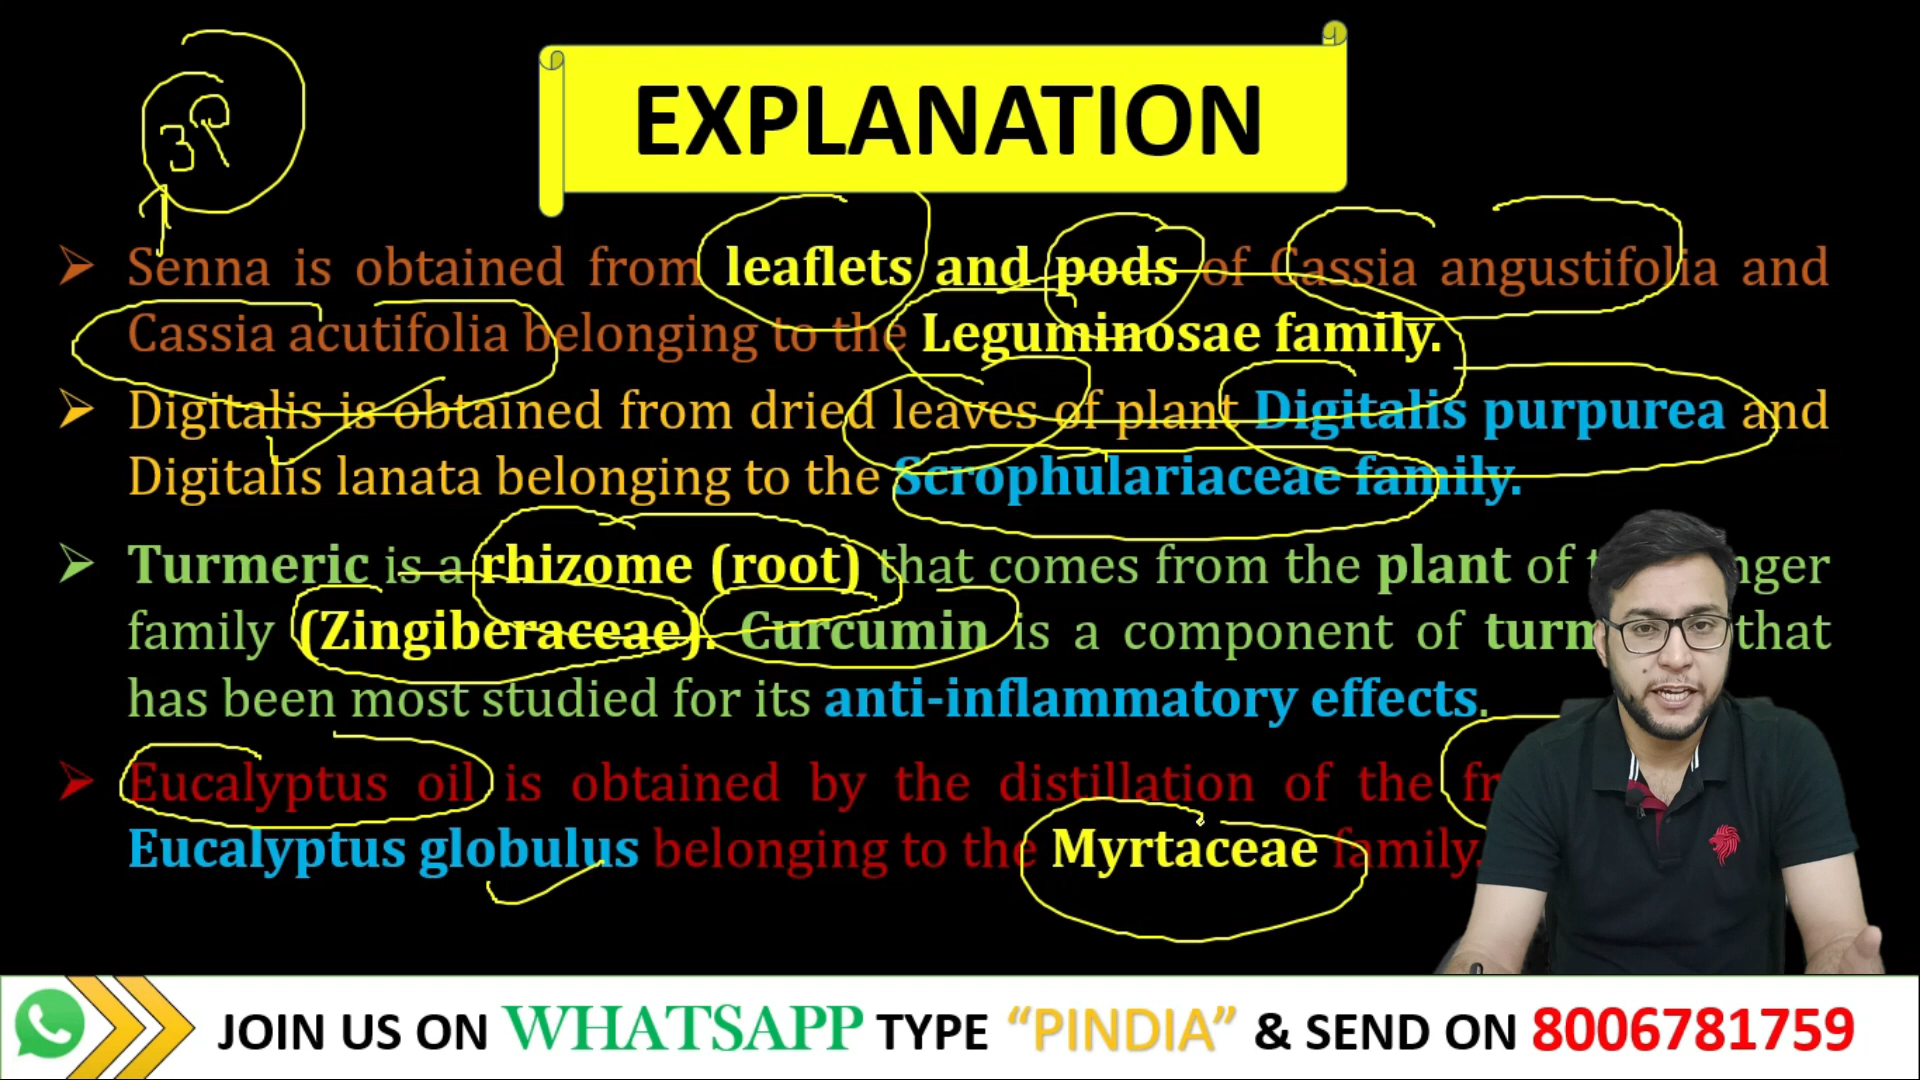 EXPLANATION
Senna is obtained from leaflets and pods of Cassia angustifolia and
Cassia acutifolia belonging to the Leguminosae family.
Digitalis is obtained from dried leaves of plant Digitalis purpurea and
Digitalis lanata belonging to the Scrophulariaceae family.
Turmeric is a rhizome (root) that comes from the plant of
family (Zingiberaceae). Curcumin is a component of that
has been most studied for its anti-inflammatory effects.
Eucalyptus oil is obtained by the distillation of the
Eucalyptus globulus belonging to the Myrtaceae family.
JOIN US ON WHATSAPP TYPE “PINDIA” & SEND ON 8006781759